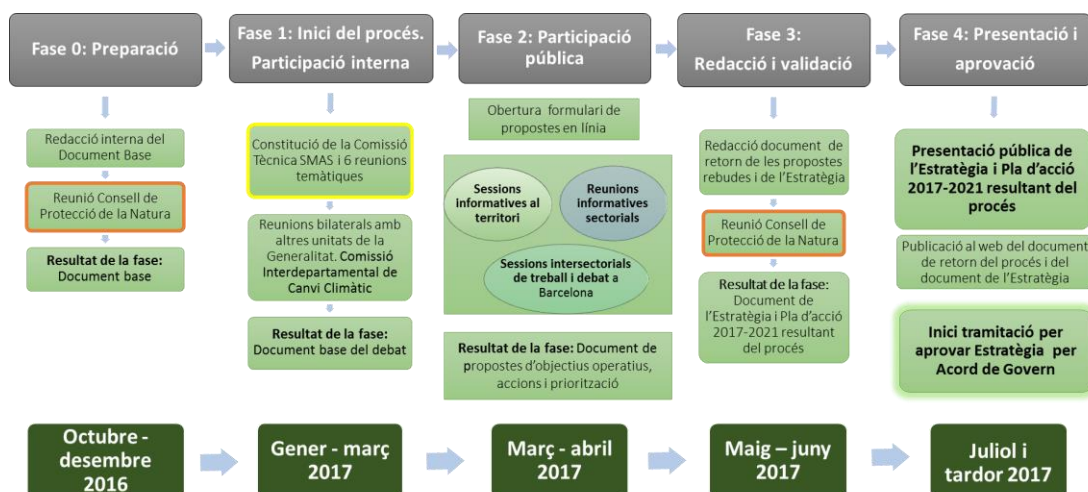 Fase 0: Preparació
Fase 1: Inici del procés.
Participació interna
Fase 2: Participació
pública
Fase 3:
Redacció i validació
Fase 4: Presentació i
aprovació
Redacció interna del
Document Base
Reunió Consell de
Protecció de la Natura
Resultat de la fase:
Document base
Constitució de la Comissió
Tècnica SMAS i 6 reunions
temàtiques
Reunions bilaterals amb
altres unitats de la
Generalitat. Comissió
Interdepartamental de
Canvi Climàtic
Resultat de la fase:
Document base del debat
Obertura formulari de
propostes en línia
Sessions
informatives al
territori
Reunions
informatives
sectorials
Sessions intersectorials
de treball i debat a
Barcelona
Resultat de la fase: Document de
propostes d'objectius operatius,
accions i priorització
Redacció document de
retorn de les propostes
rebudes i de l'Estratègia
Reunió Consell de
Protecció de la Natura
Resultat de la fase:
Document de
l'Estratègia i Pla d'acció
2017-2021 resultant
del procés
Presentació pública de
l'Estratègia i Pla d'acció
2017-2021 resultant del
procés
Publicació al web del document
de retorn del procés i del
document de l'Estratègia
Inici tramitació per
aprovar Estratègia per
Acord de Govern
Octubre -
desembre
2016
Gener - març
2017
Març - abril
2017
Maig – juny
2017
Juliol i
tardor 2017